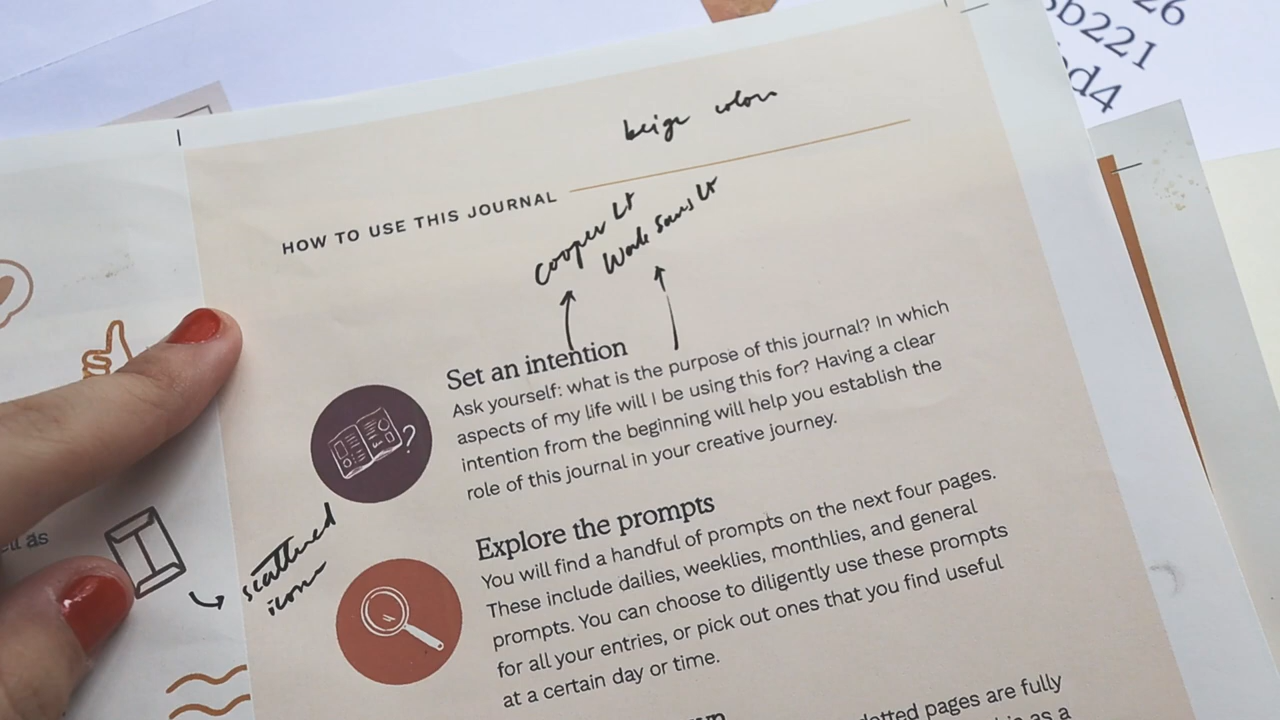 26
bb221
d4
beige colour
HOW TO USE THIS JOURNAL
Cooper Lt
Work Sans Lt
Set an intention
Ask yourself: what is the purpose of this journal? In which
aspects of my life will I be using this for? Having a clear
intention from the beginning will help you establish the
role of this journal in your creative journey.
?
as
scattered
icons
Explore the prompts
You will find a handful of prompts on the next four pages.
These include dailies, weeklies, monthlies, and general
prompts. You can choose to diligently use these prompts
for all your entries, or pick out ones that you find useful
at a certain day or time.
dotted pages are fully
as a